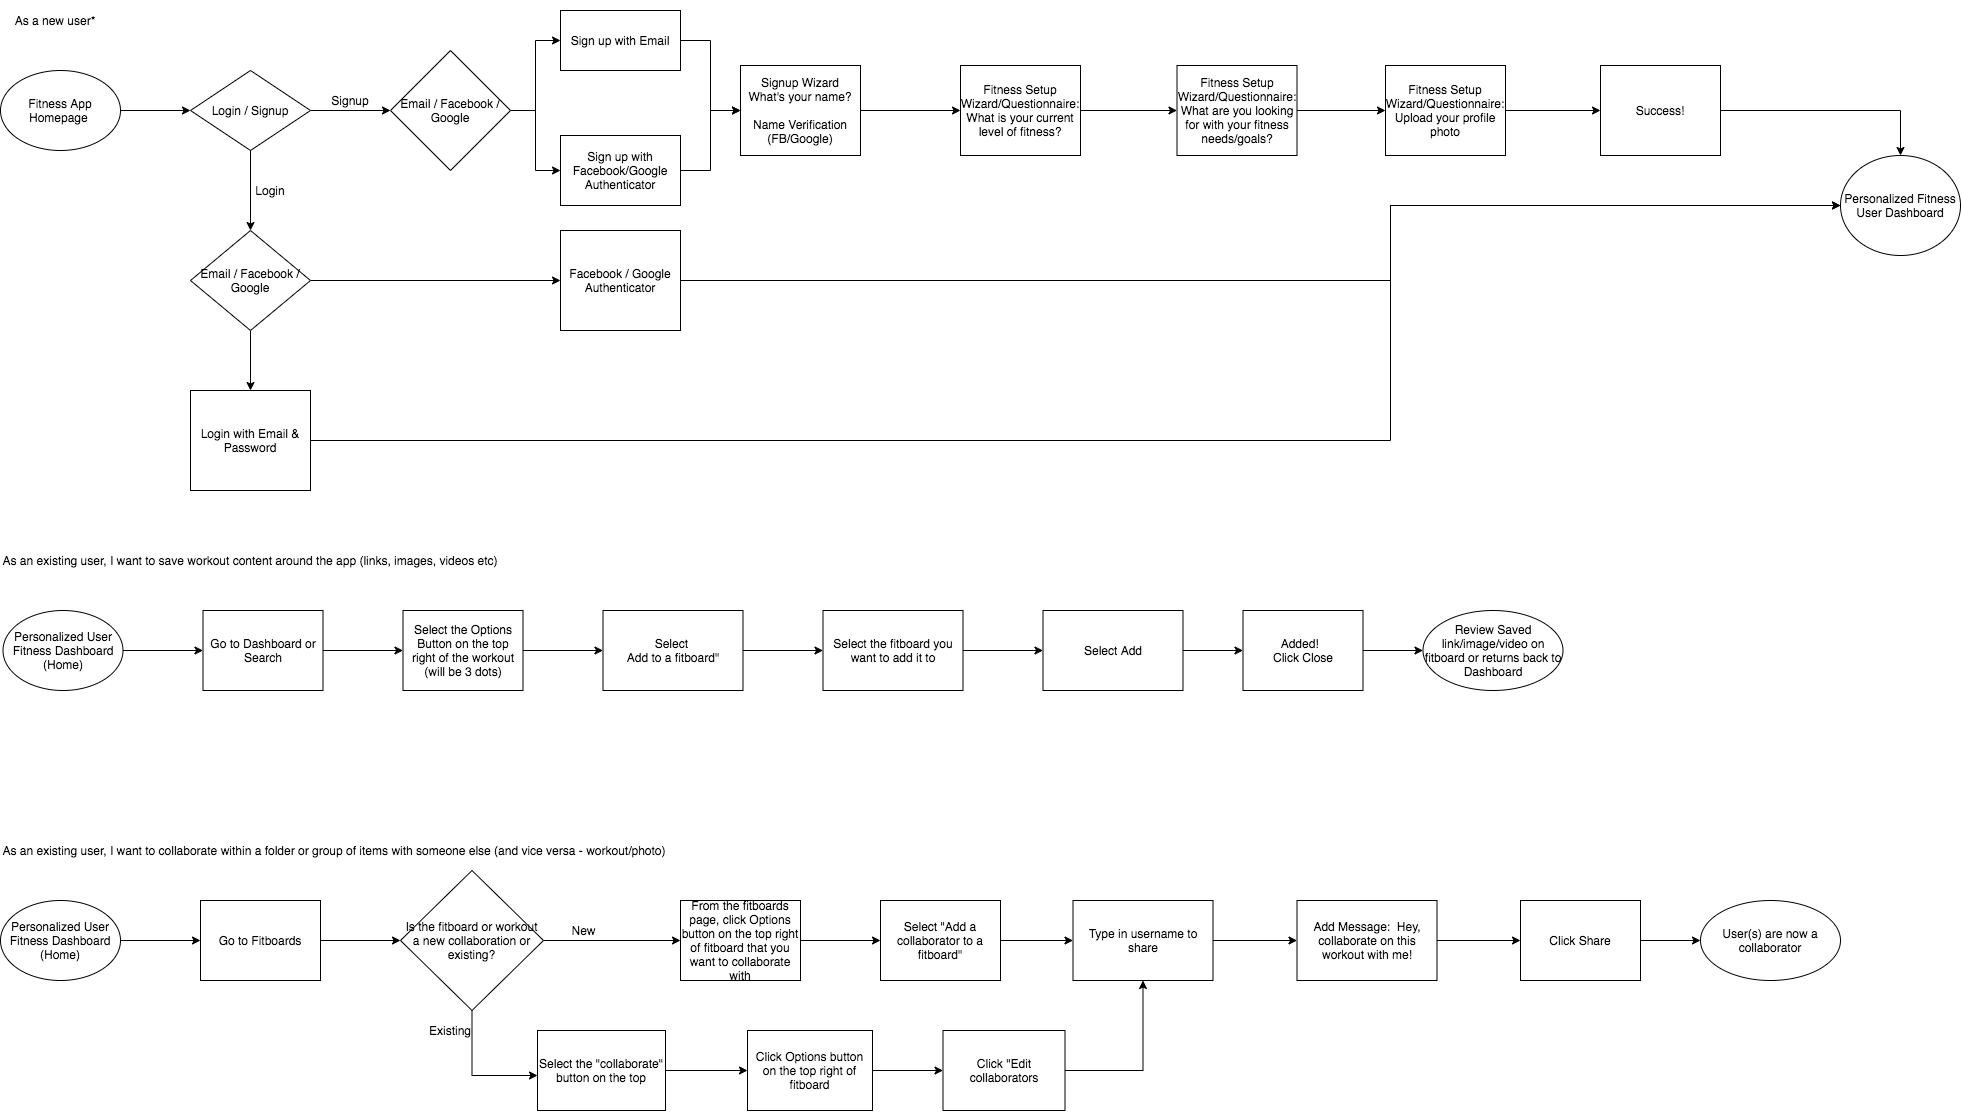 As a new user*
Fitness App
Homepage
Login / Signup
Signup
Email / Facebook /
Google
Sign up with Email
Sign up with
Facebook/Google
Authenticator
Signup Wizard
What's your name?
Name Verification
(FB/Google)
Fitness Setup
Wizard/Questionnaire:
What is your current
level of fitness?
Fitness Setup
Wizard/Questionnaire:
What are you looking
for with your fitness
needs/goals?
Fitness Setup
Wizard/Questionnaire:
Upload your profile
photo
Success!
Personalized Fitness
User Dashboard
Login
Email / Facebook /
Google
Facebook / Google
Authenticator
Login with Email &
Password
As an existing user, I want to save workout content around the app (links, images, videos etc)
Personalized User
Fitness Dashboard
(Home)
Go to Dashboard or
Search
Select the Options
Button on the top
right of the workout
(will be 3 dots)
Select
Add to a fitboard"
Select the fitboard you
want to add it to
Select Add
Added!
Click Close
Review Saved
link/image/video on
fitboard or returns back to
Dashboard
As an existing user, I want to collaborate within a folder or group of items with someone else (and vice versa - workout/photo)
Personalized User
Fitness Dashboard
(Home)
Go to Fitboards
Is the fitboard or workout
a new collaboration or
existing?
New
From the fitboards
page, click Options
button on the top right
of fitboard that you
want to collaborate
with
Select "Add a
collaborator to a
fitboard"
Type in username to
share
Add Message: Hey,
collaborate on this
workout with me!
Click Share
User(s) are now a
collaborator
Existing
Select the "collaborate"
button on the top
Click Options button
on the top right of
fitboard
Click "Edit
collaborators